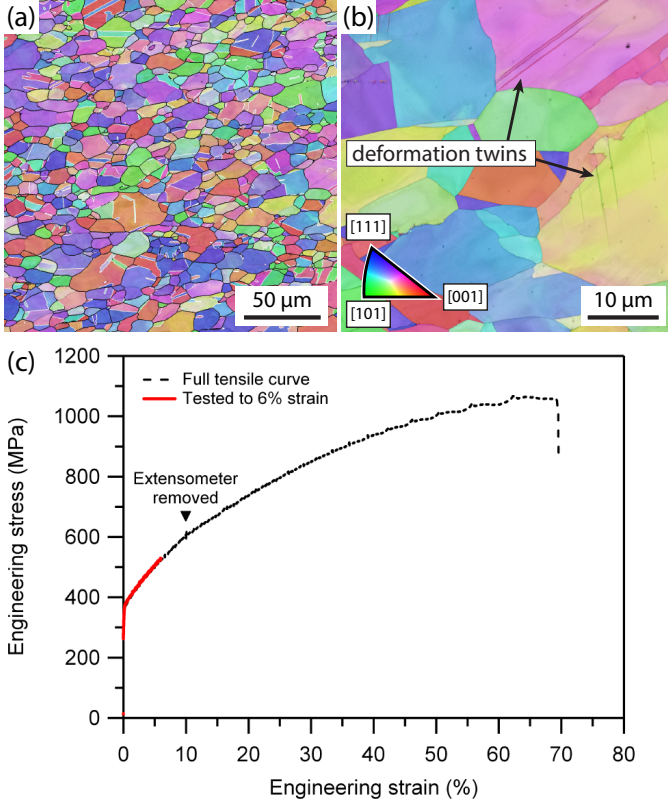 (a)
50 µm
(b)
deformation twins
[111]
[001]
[101]
10 µm
(c)
1200
1000
800
600
400
200
0
Engineering stress (MPa)
Full tensile curve
Tested to 6% strain
Extensometer
removed
0 10 20 30 40 50 60 70 80
Engineering strain (%)